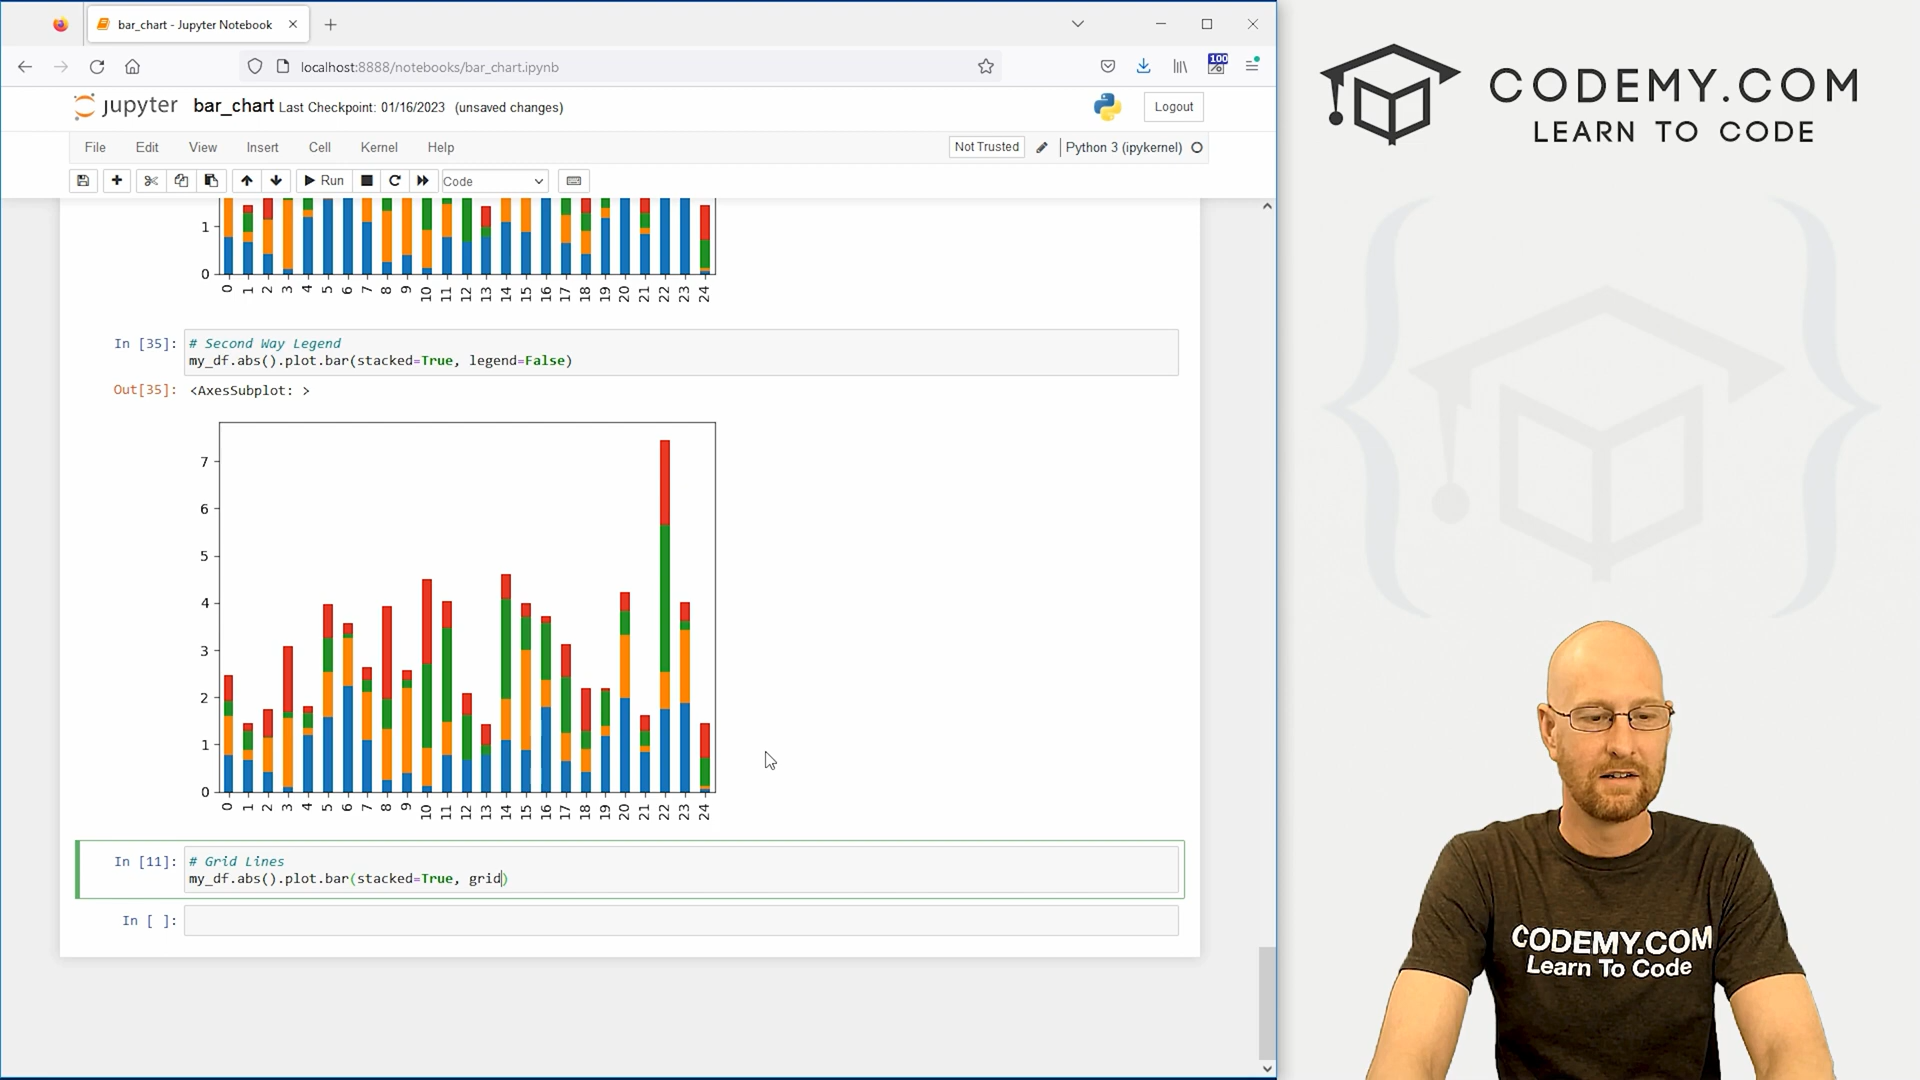 bar_chart - Jupyter Notebook
localhost:8888/notebooks/bar_chart.ipynb
100
jupyter bar_chart Last Checkpoint: 01/16/2023 (unsaved changes)
Logout
File Edit View Insert Cell Kernel Help
Not Trusted
Python 3 (ipykernel)
Run
Code
1
0
0 1 2 3 4 5 6 7 8 9 10 11 12 13 14 15 16 17 18 19 20 21 22 23 24
In [35]:
# Second Way Legend
my_df.abs().plot.bar(stacked=True, legend=False)
Out[35]: <AxesSubplot: >
7
6
5
4
3
2
1
0
0 1 2 3 4 5 6 7 8 9 10 11 12 13 14 15 16 17 18 19 20 21 22 23 24
In [11]:
# Grid Lines
my_df.abs().plot.bar(stacked=True, grid)
In [ ]:
CODEMY.COM
LEARN TO CODE
CODEMY.COM
Learn To Code